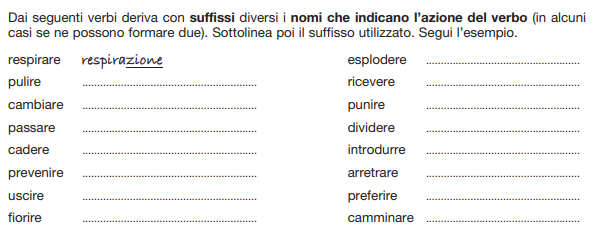 Dai seguenti verbi deriva con suffissi diversi i nomi che indicano l'azione del verbo (in alcuni
casi se ne possono formare due). Sottolinea poi il suffisso utilizzato. Segui l'esempio.
respirare respirazione esplodere ....................................................
pulire .......................................................... ricevere ....................................................
cambiare .......................................................... punire ....................................................
passare .......................................................... dividere ....................................................
cadere .......................................................... introdurre ....................................................
prevenire .......................................................... arretrare ....................................................
uscire .......................................................... preferire ....................................................
fiorire .......................................................... camminare ....................................................